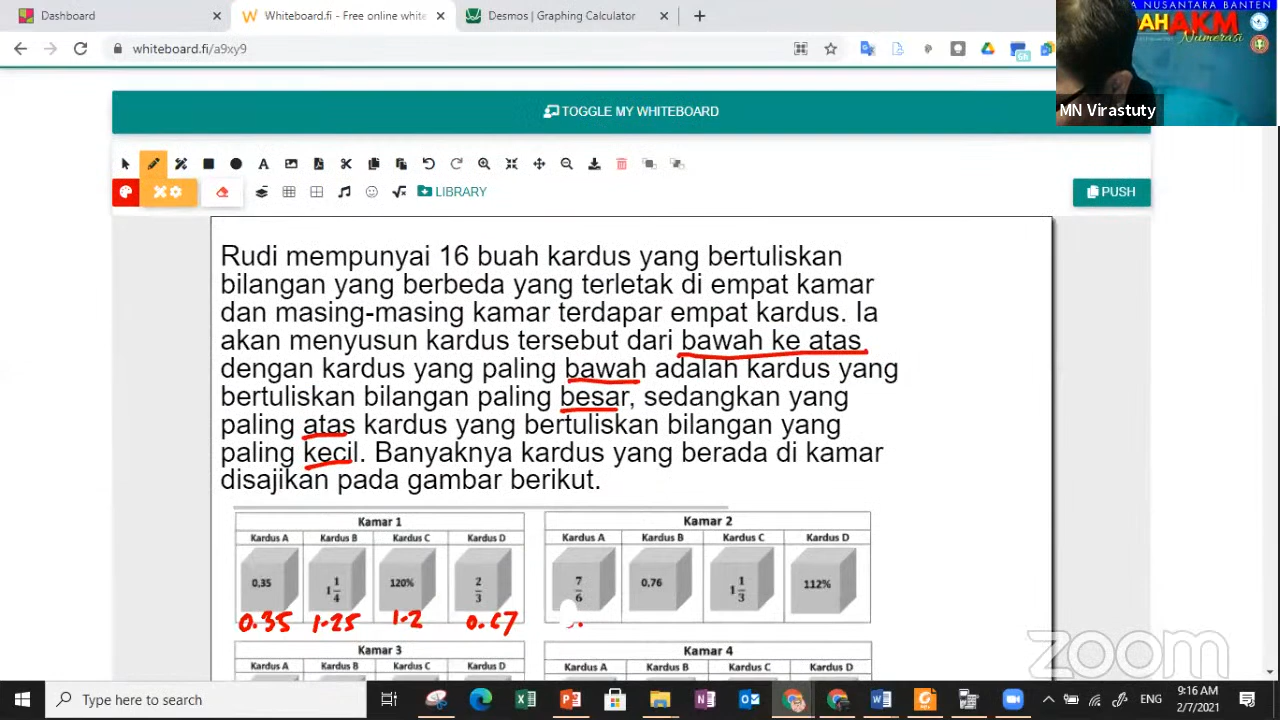 Dashboard
Whiteboard.fi - Free online white
Desmos | Graphing Calculator
whiteboard.fi/a9xy9
A NUSANTARA BANTEN
AH AKM
Numerasi
MN Virastuty
TOGGLE MY WHITEBOARD
LIBRARY
PUSH
Rudi mempunyai 16 buah kardus yang bertuliskan
bilangan yang berbeda yang terletak di empat kamar
dan masing-masing kamar terdapar empat kardus. Ia
akan menyusun kardus tersebut dari bawah ke atas
dengan kardus yang paling bawah adalah kardus yang
bertuliskan bilangan paling besar, sedangkan yang
paling atas kardus yang bertuliskan bilangan yang
paling kecil. Banyaknya kardus yang berada di kamar
disajikan pada gambar berikut.
Kamar 1
Kardus A Kardus B Kardus C Kardus D
0,35 1 1/4 120% 2/3
0.35 1.25 1.2 0.67
Kamar 2
Kardus A Kardus B Kardus C Kardus D
7/6 0,76 1 1/3 112%
Kamar 3
Kardus A Kardus B Kardus C Kardus D
Kamar 4
Kardus A Kardus B Kardus C Kardus D
zoom
Type here to search
ENG
9:16 AM
2/7/2021